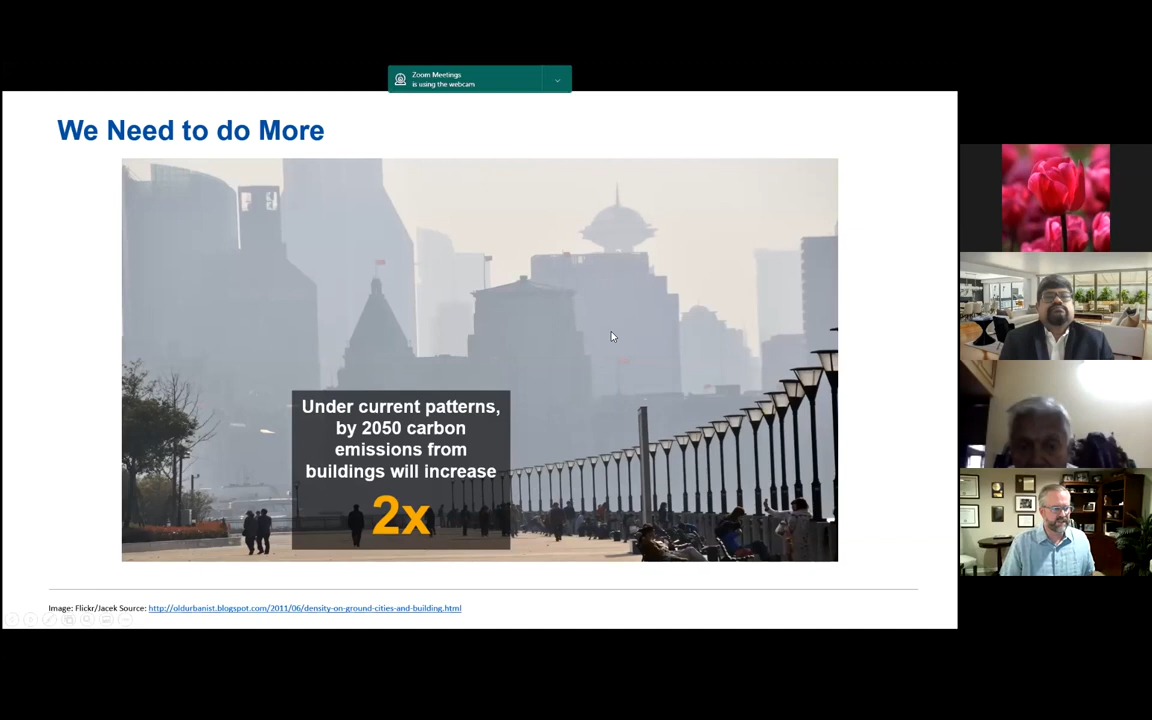 Zoom Meetings
is using the webcam
We Need to do More
Under current patterns,
by 2050 carbon
emissions from
buildings will increase
2x
Image: Flickr/Jacek Source: http://oldurbanist.blogspot.com/2011/06/density-on-ground-cities-and-building.html